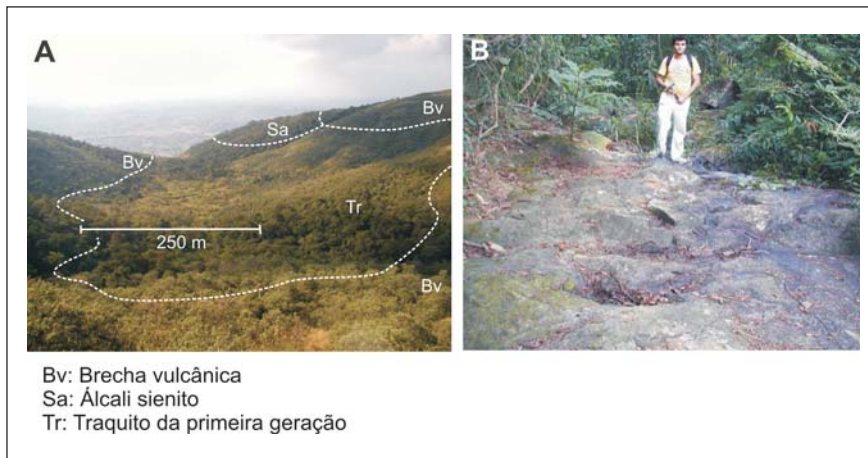 A
B
Sa
Bv
Bv
Tr
250 m
Bv
Bv: Brecha vulcânica
Sa: Álcali sienito
Tr: Traquito da primeira geração